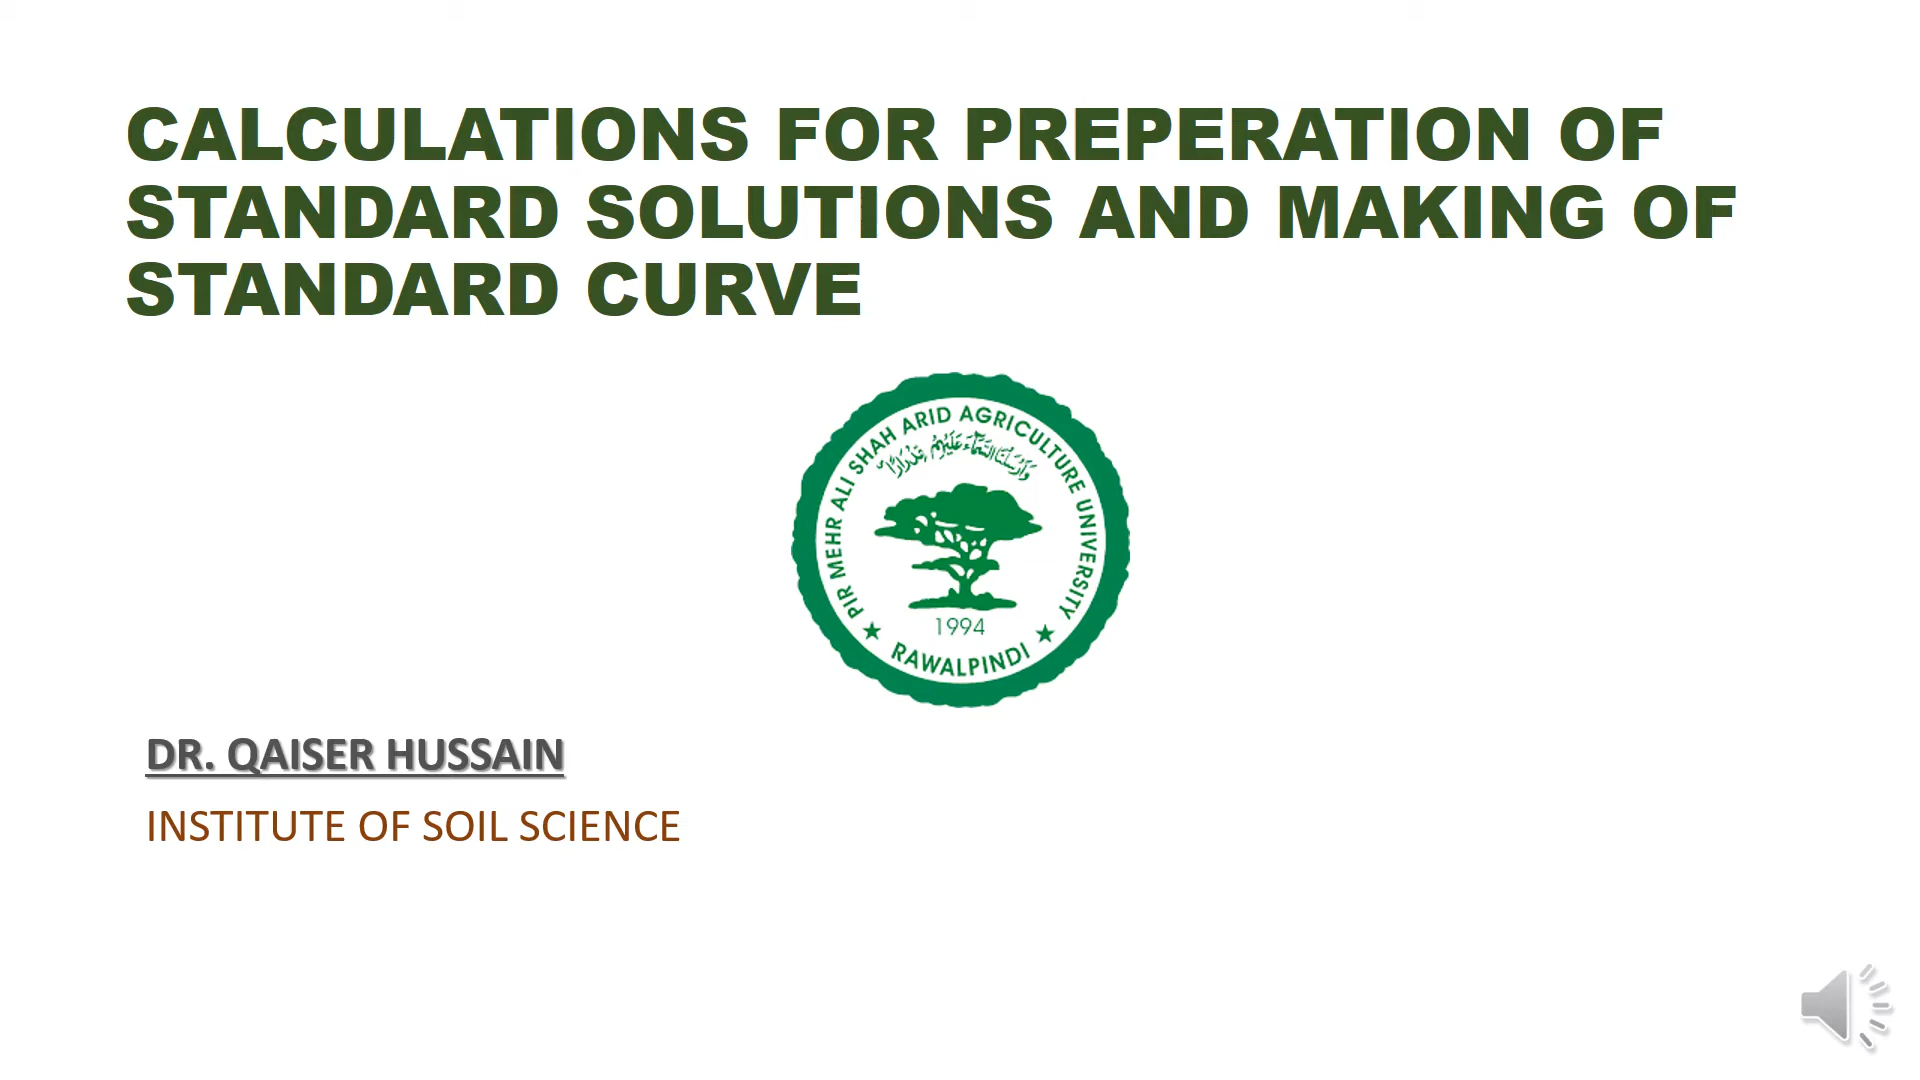 CALCULATIONS FOR PREPERATION OF
STANDARD SOLUTIONS AND MAKING OF
STANDARD CURVE
PIR MEHR ALI SHAH ARID AGRICULTURE UNIVERSITY
1994
RAWALPINDI
DR. QAISER HUSSAIN
INSTITUTE OF SOIL SCIENCE